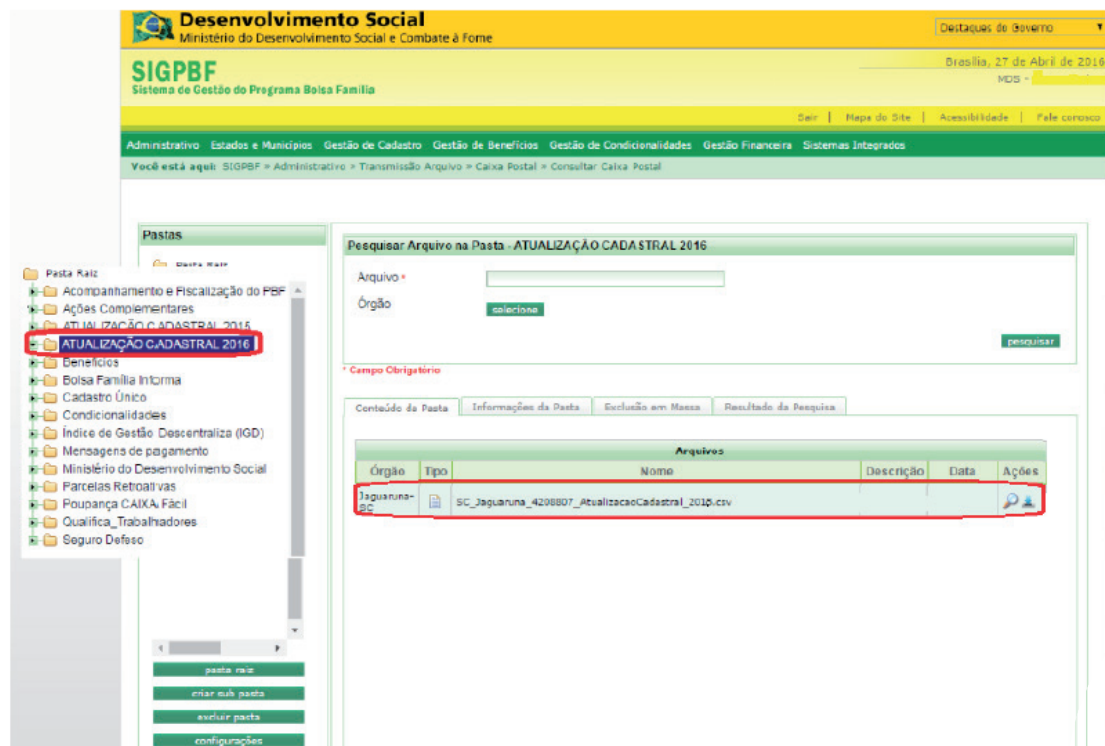 Desenvolvimento Social
Ministério do Desenvolvimento Social e Combate à Fome
Destaques do Governo
SIGPBF
Sistema de Gestão do Programa Bolsa Família
Brasília, 27 de Abril de 2016
MDS -
Sair | Mapa do Site | Acessibilidade | Fale conosco
Administrativo Estados e Municípios Gestão de Cadastro Gestão de Benefícios Gestão de Condicionalidades Gestão Financeira Sistemas Integrados
Você está aqui: SIGPBF » Administrativo » Transmissão Arquivo » Caixa Postal » Consultar Caixa Postal
Pastas
Pasta Raiz
Pasta Raiz
Acompanhamento e Fiscalização do PBF
Ações Complementares
ATUALIZAÇÃO CADASTRAL 2015
ATUALIZAÇÃO CADASTRAL 2016
Benefícios
Bolsa Família Informa
Cadastro Único
Condicionalidades
Índice de Gestão Descentraliza (IGD)
Mensagens de pagamento
Ministério do Desenvolvimento Social
Parcelas Retroativas
Poupança CAIXA Fácil
Qualifica_Trabalhadores
Seguro Defeso
pasta raiz
criar sub pasta
excluir pasta
configurações
Pesquisar Arquivo na Pasta - ATUALIZAÇÃO CADASTRAL 2016
Arquivo *
Órgão
selecione
pesquisar
* Campo Obrigatório
Conteúdo da Pasta Informações da Pasta Exclusão em Massa Resultado da Pesquisa
Arquivos
Órgão Tipo Nome Descrição Data Ações
Jaguaruna-
SC
SC_Jaguaruna_4208807_AtualizacaoCadastral_2016.csv